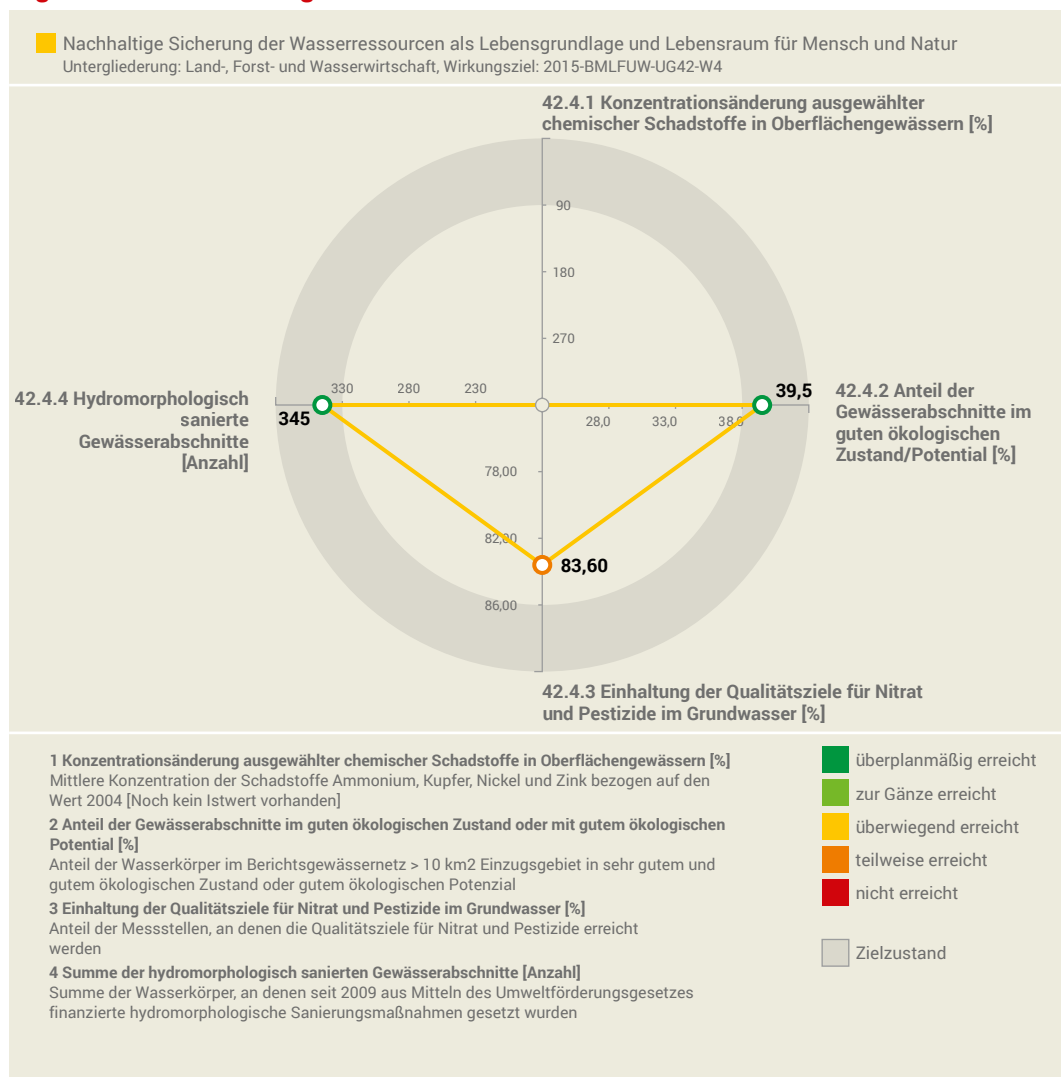 Nachhaltige Sicherung der Wasserressourcen als Lebensgrundlage und Lebensraum für Mensch und Natur
Untergliederung: Land-, Forst- und Wasserwirtschaft, Wirkungsziel: 2015-BMLFUW-UG42-W4
42.4.1 Konzentrationsänderung ausgewählter
chemischer Schadstoffe in Oberflächengewässern [%]
90
180
270
42.4.4 Hydromorphologisch
sanierte
Gewässerabschnitte
[Anzahl]
345
330
280
230
28,0
33,0
38,0
39,5
42.4.2 Anteil der
Gewässerabschnitte im
guten ökologischen
Zustand/Potential [%]
78,00
82,00
83,60
86,00
42.4.3 Einhaltung der Qualitätsziele für Nitrat
und Pestizide im Grundwasser [%]
1 Konzentrationsänderung ausgewählter chemischer Schadstoffe in Oberflächengewässern [%]
Mittlere Konzentration der Schadstoffe Ammonium, Kupfer, Nickel und Zink bezogen auf den
Wert 2004 [Noch kein Istwert vorhanden]
2 Anteil der Gewässerabschnitte im guten ökologischen Zustand oder mit gutem ökologischen
Potential [%]
Anteil der Wasserkörper im Berichtsgewässernetz > 10 km2 Einzugsgebiet in sehr gutem und
gutem ökologischen Zustand oder gutem ökologischen Potenzial
3 Einhaltung der Qualitätsziele für Nitrat und Pestizide im Grundwasser [%]
Anteil der Messstellen, an denen die Qualitätsziele für Nitrat und Pestizide erreicht
werden
4 Summe der hydromorphologisch sanierten Gewässerabschnitte [Anzahl]
Summe der Wasserkörper, an denen seit 2009 aus Mitteln des Umweltförderungsgesetzes
finanzierte hydromorphologische Sanierungsmaßnahmen gesetzt wurden
überplanmäßig erreicht
zur Gänze erreicht
überwiegend erreicht
teilweise erreicht
nicht erreicht
Zielzustand